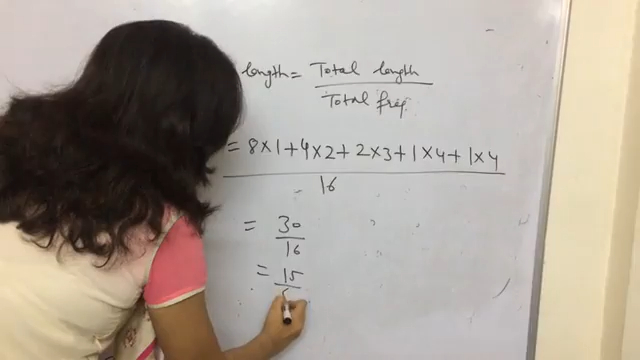 length = Total length
Total freq.
= 8×1+4×2+2×3+1×4+1×4
16
= 30
16
= 15